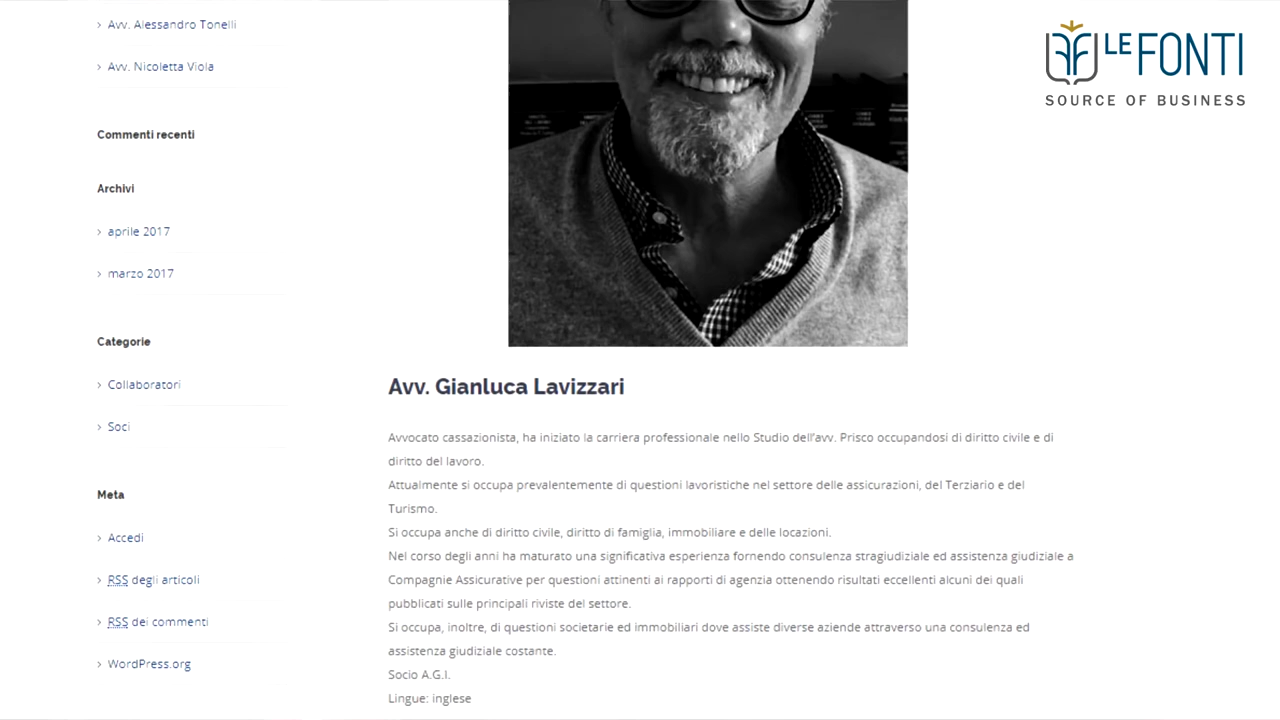 Avv. Alessandro Tonelli
Avv. Nicoletta Viola
Commenti recenti
Archivi
aprile 2017
marzo 2017
Categorie
Collaboratori
Soci
Meta
Accedi
RSS degli articoli
RSS dei commenti
WordPress.org
LE FONTI
SOURCE OF BUSINESS
Avv. Gianluca Lavizzari
Avvocato cassazionista, ha iniziato la carriera professionale nello Studio dell'avv. Prisco occupandosi di diritto civile e di
diritto del lavoro.
Attualmente si occupa prevalentemente di questioni lavoristiche nel settore delle assicurazioni, del Terziario e del
Turismo.
Si occupa anche di diritto civile, diritto di famiglia, immobiliare e delle locazioni.
Nel corso degli anni ha maturato una significativa esperienza fornendo consulenza stragiudiziale ed assistenza giudiziale a
Compagnie Assicurative per questioni attinenti ai rapporti di agenzia ottenendo risultati eccellenti alcuni dei quali
pubblicati sulle principali riviste del settore.
Si occupa, inoltre, di questioni societarie ed immobiliari dove assiste diverse aziende attraverso una consulenza ed
assistenza giudiziale costante.
Socio A.G.I.
Lingue: inglese